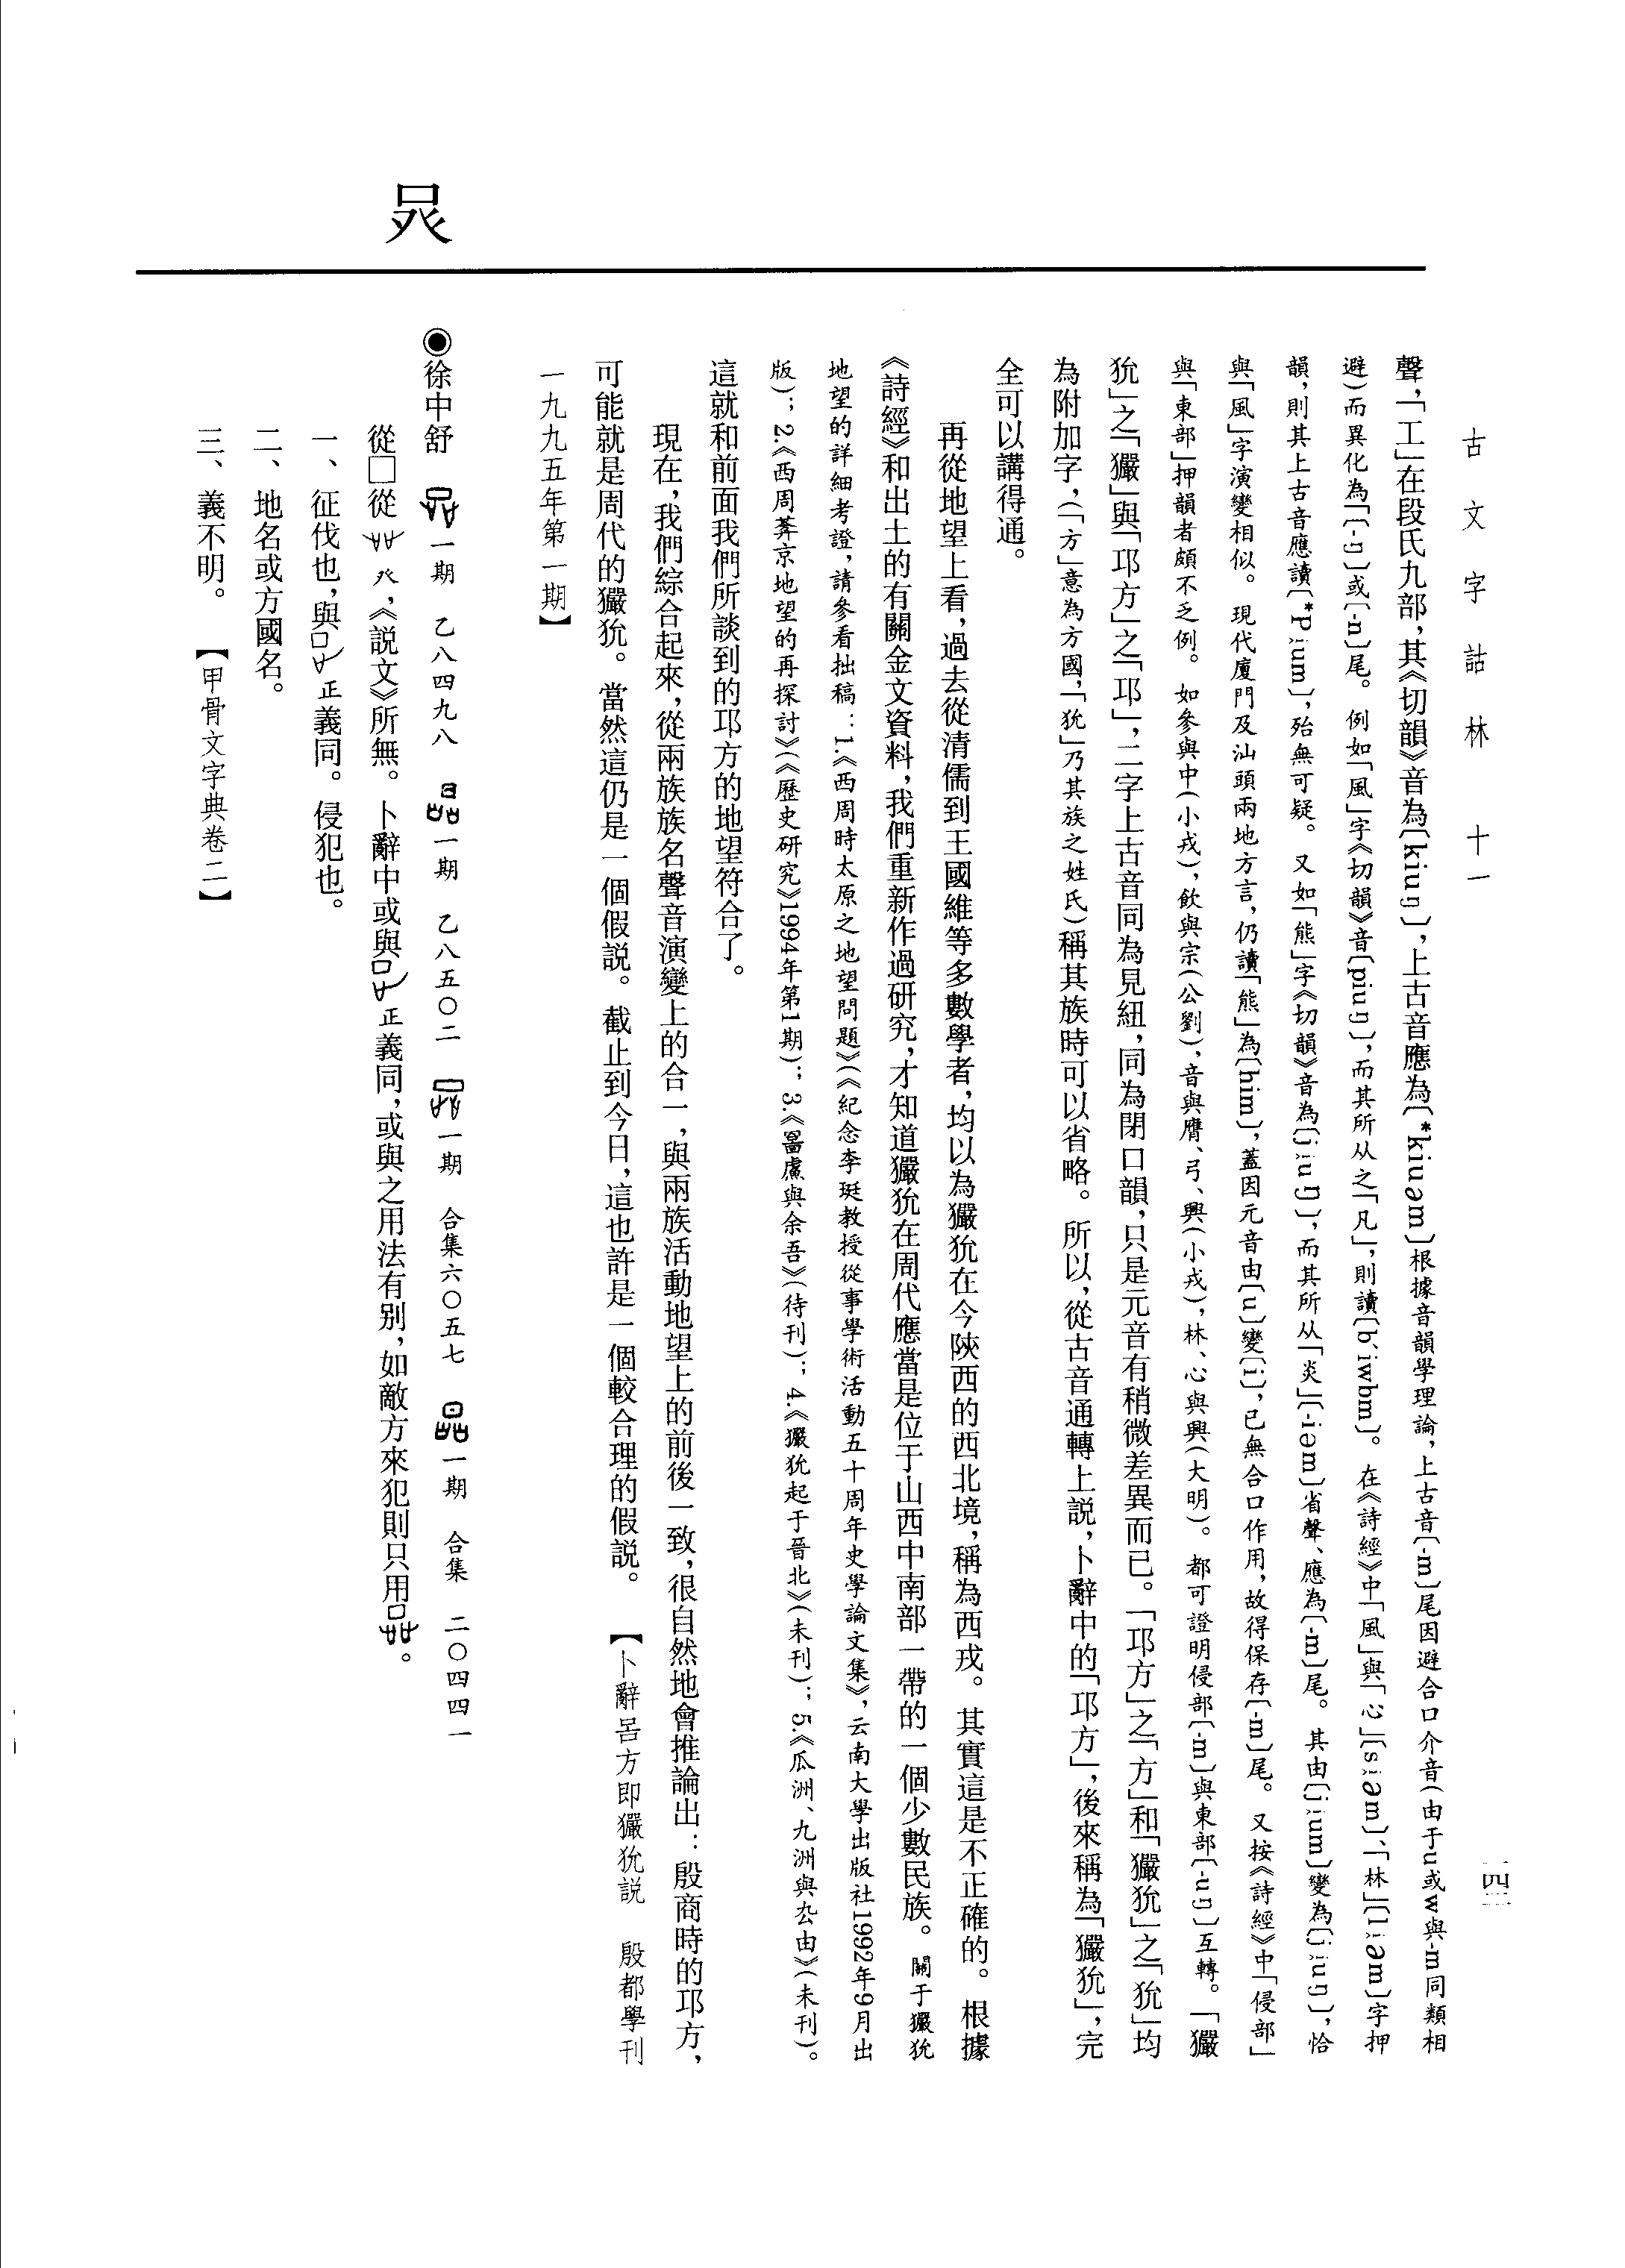 古文字詁林 十一
一四二
聲，「工」在段氏九部，其《切韻》音為〔kiuŋ〕，上古音應為〔*kiuəm〕根據音韻學理論，上古音〔-m〕尾因避合口介音（由于u或w與-m同類相
避）而異化為「〔-ŋ〕或〔-n〕尾。例如「風」字《切韻》音〔piuŋ〕，而其所从之「凡」，則讀〔b‘iwbm〕。在《詩經》中「風」與「心」〔siəm〕、「林」〔liəm〕字押
韻，則其上古音應讀〔*Pium〕，殆無可疑。又如「熊」字《切韻》音為〔jiuŋ〕，而其所从「炎」〔-iəm〕省聲、應為〔-m〕尾。其由〔jium〕變為〔jiuŋ〕，恰
與「風」字演變相似。現代廈門及汕頭兩地方言，仍讀「熊」為〔him〕，蓋因元音由〔u〕變〔i〕，已無合口作用，故得保存〔-m〕尾。又按《詩經》中「侵部」
與「東部」押韻者頗不乏例。如參與中（小戎），飲與宗（公劉），音與膺、弓、興（小戎），林、心與興（大明）。都可證明侵部〔-m〕與東部〔-uŋ〕互轉。「玁
狁」之「玁」與「䢵方」之「䢵」，二字上古音同為見紐，同為閉口韻，只是元音有稍微差異而已。「䢵方」之「方」和「玁狁」之「狁」均
為附加字，（「方」意為方國，「狁」乃其族之姓氏）稱其族時可以省略。所以，從古音通轉上説，卜辭中的「䢵方」，後來稱為「玁狁」，完
全可以講得通。
再從地望上看，過去從清儒到王國維等多數學者，均以為玁狁在今陝西的西北境，稱為西戎。其實這是不正確的。根據
《詩經》和出土的有關金文資料，我們重新作過研究，才知道玁狁在周代應當是位于山西中南部一帶的一個少數民族。關于玁狁
地望的詳細考證，請參看拙稿：1.《西周時太原之地望問題》（《紀念李埏教授從事學術活動五十周年史學論文集》，云南大學出版社1992年9月出
版）；2.《西周莽京地望的再探討》（《歷史研究》1994年第1期）；3.《䣙䖒與余吾》（待刊）；4.《玁狁起于晉北》（未刊）；5.《瓜洲、九洲與厹由》（未刊）。
這就和前面我們所談到的䢵方的地望符合了。
現在，我們綜合起來，從兩族族名聲音演變上的合一，與兩族活動地望上的前後一致，很自然地會推論出：殷商時的䢵方，
可能就是周代的玁狁。當然這仍是一個假説。截止到今日，這也許是一個較合理的假説。【卜辭呂方即玁狁説 殷都學刊
一九九五年第一期】
◉徐中舒 一期 乙八四九八 一期 乙八五〇二 一期 合集六〇五七 一期 合集 二〇四四一
從□從 癶，《説文》所無。卜辭中或與 正義同，或與之用法有别，如敵方來犯則只用 。
一、征伐也，與 正義同。侵犯也。
二、地名或方國名。
三、義不明。【甲骨文字典卷二】